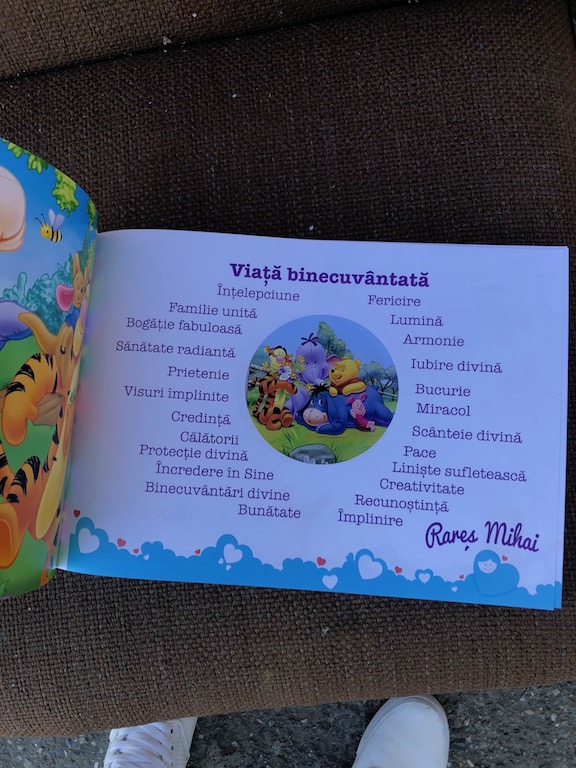 Viață binecuvântată
Înțelepciune
Familie unită
Bogăție fabuloasă
Sănătate radiantă
Prietenie
Visuri împlinite
Credință
Călătorii
Protecție divină
Încredere în Sine
Binecuvântări divine
Bunătate
Fericire
Lumină
Armonie
Iubire divină
Bucurie
Miracol
Scânteie divină
Pace
Liniște sufletească
Creativitate
Recunoștință
Împlinire
Rareș Mihai